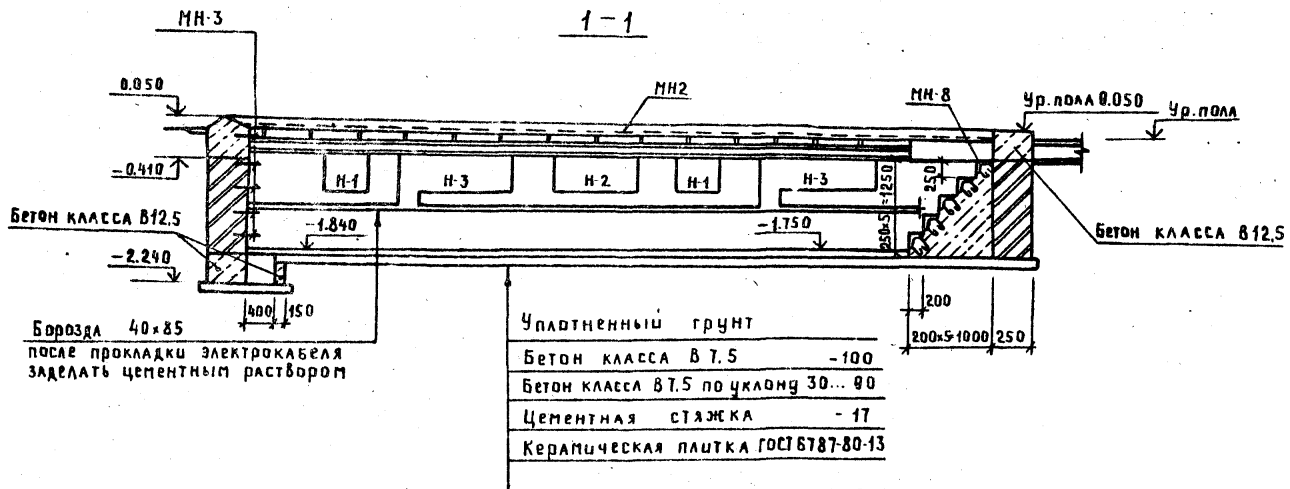 МН-3
1-1
0.050
МН2
МН-8
Ур. пола 0.050
Ур. пола
-0.410
Н-1
Н-3
Н-2
Н-1
Н-3
250×5=1250
250
Бетон класса В12,5
-1.840
-1.750
Бетон класса В12,5
-2.240
400
150
200
200×5=1000
250
Борозда 40×85
после прокладки электрокабеля
заделать цементным раствором
Уплотненный грунт
Бетон класса В 7.5 -100
Бетон класса В 7.5 по уклону 30...90
Цементная стяжка - 17
Керамическая плитка ГОСТ 6787-80-13